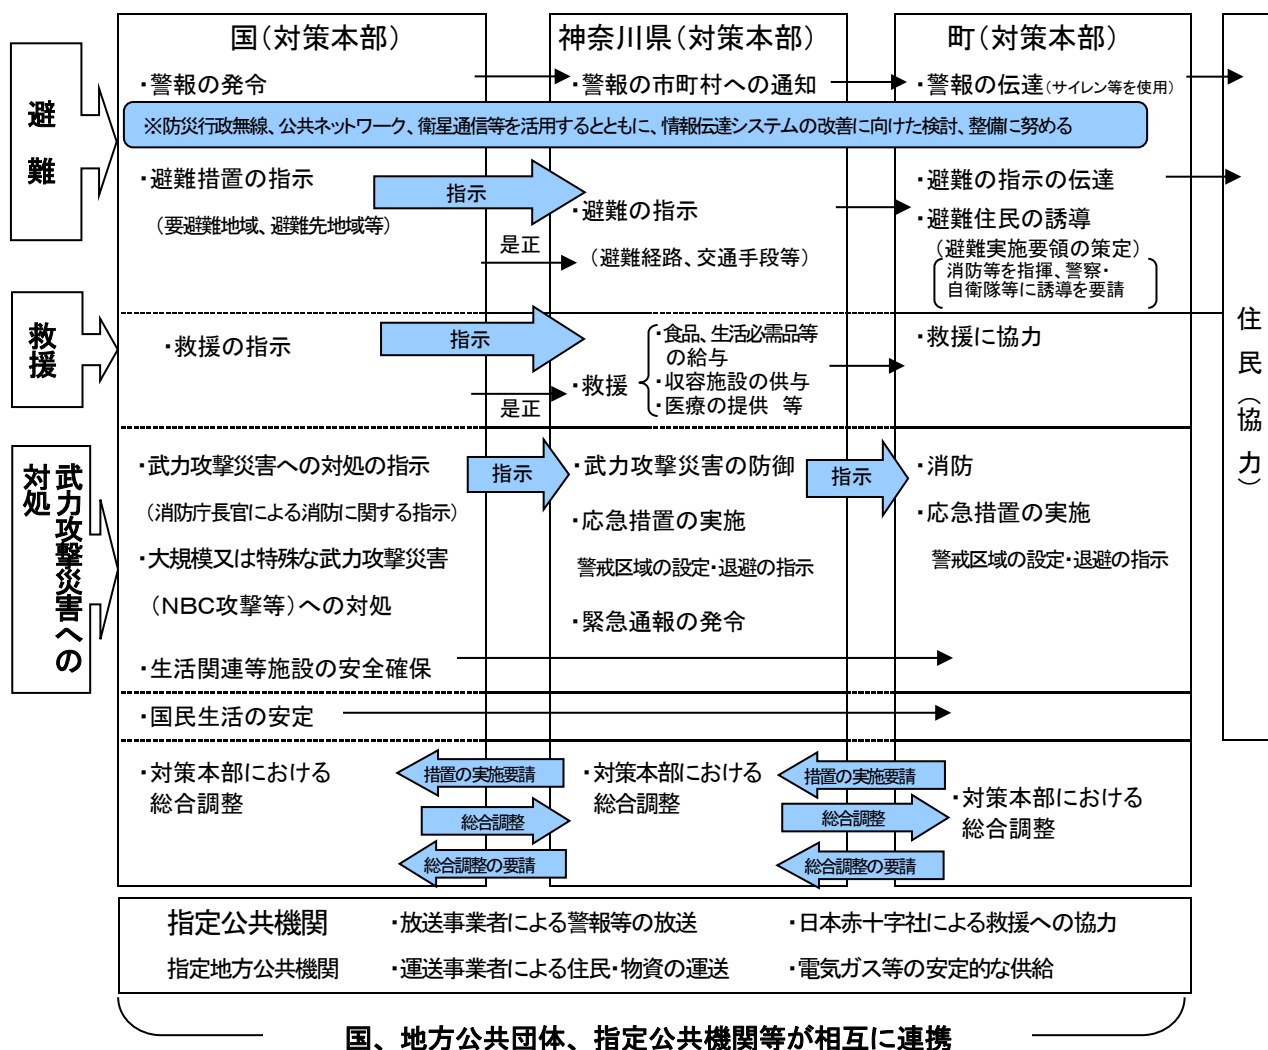 国(対策本部)
神奈川県(対策本部)
町(対策本部)
避難
・警報の発令
・警報の市町村への通知
・警報の伝達(サイレン等を使用)
※防災行政無線、公共ネットワーク、衛星通信等を活用するとともに、情報伝達システムの改善に向けた検討、整備に努める
・避難措置の指示
(要避難地域、避難先地域等)
指示
是正
・避難の指示
(避難経路、交通手段等)
・避難の指示の伝達
・避難住民の誘導
(避難実施要領の策定)
消防等を指揮、警察・
自衛隊等に誘導を要請
救援
・救援の指示
指示
是正
・救援
・食品、生活必需品等
の給与
・収容施設の供与
・医療の提供 等
・救援に協力
住民(協力)
武力攻撃災害への
対処
・武力攻撃災害への対処の指示
(消防庁長官による消防に関する指示)
・大規模又は特殊な武力攻撃災害
(NBC攻撃等)への対処
・生活関連等施設の安全確保
指示
・武力攻撃災害の防御
・応急措置の実施
警戒区域の設定・退避の指示
・緊急通報の発令
指示
・消防
・応急措置の実施
警戒区域の設定・退避の指示
・国民生活の安定
・対策本部における
総合調整
措置の実施要請
総合調整
総合調整の要請
・対策本部における
総合調整
措置の実施要請
総合調整
総合調整の要請
・対策本部における
総合調整
指定公共機関
・放送事業者による警報等の放送
・日本赤十字社による救援への協力
指定地方公共機関
・運送事業者による住民・物資の運送
・電気ガス等の安定的な供給
国、地方公共団体、指定公共機関等が相互に連携